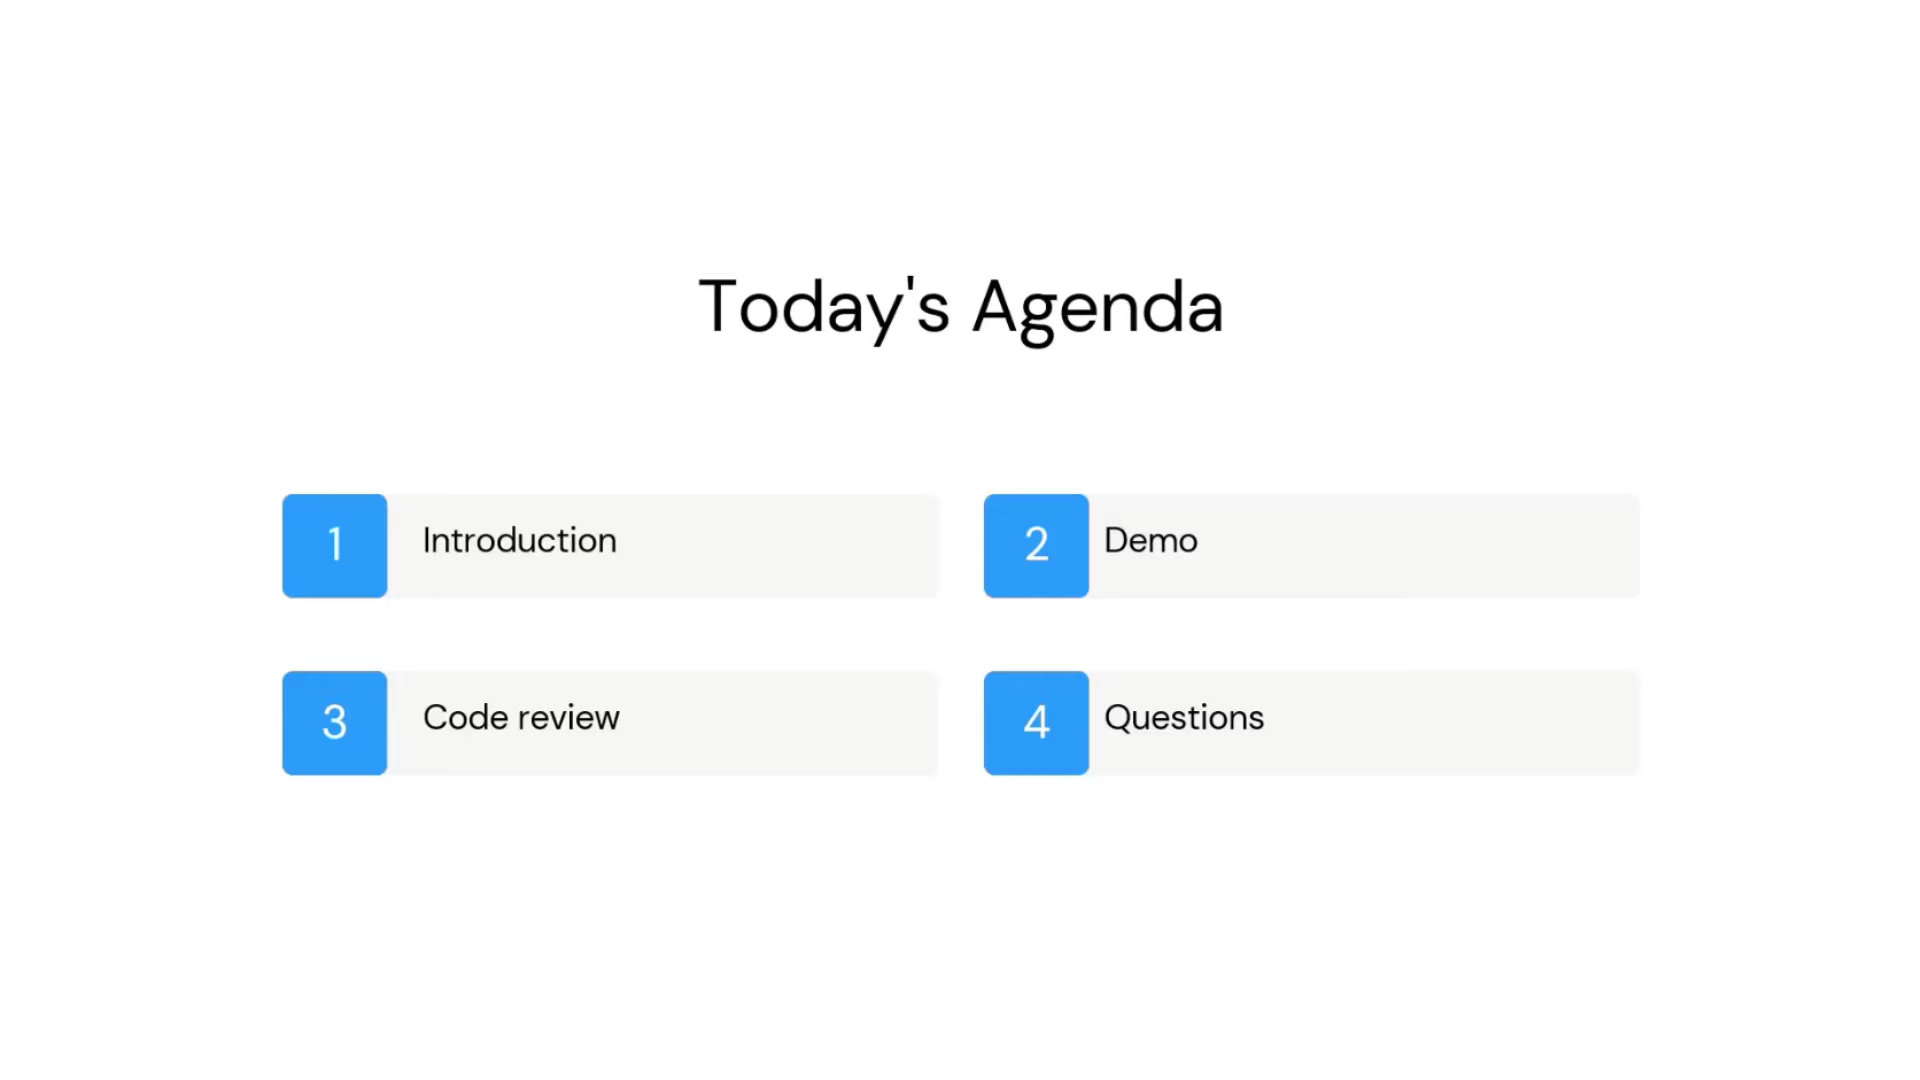 Today's Agenda
1 Introduction
2 Demo
3 Code review
4 Questions